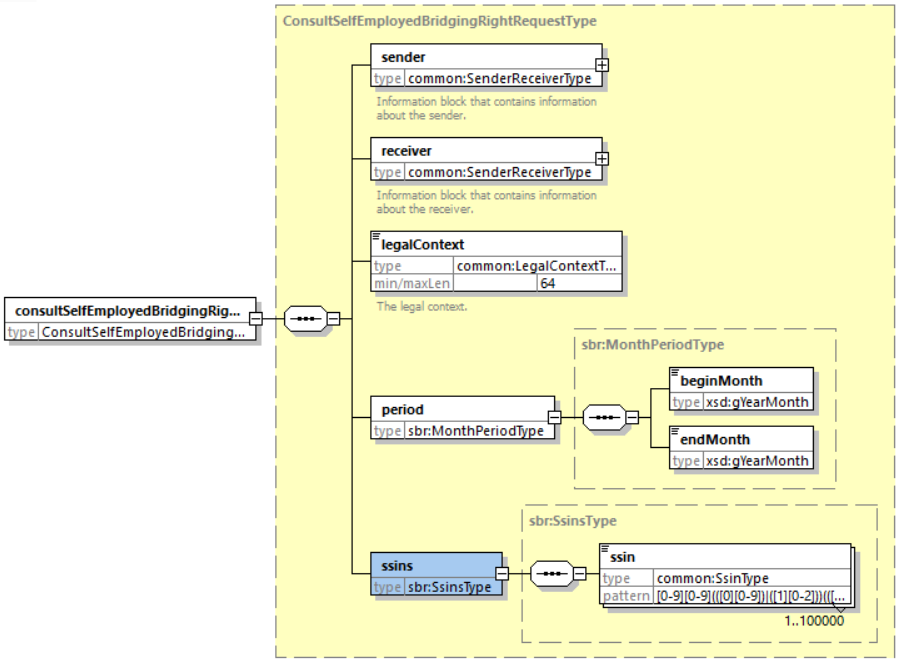 ConsultSelfEmployedBridgingRightRequestType
sender
type common:SenderReceiverType
Information block that contains information
about the sender.
receiver
type common:SenderReceiverType
Information block that contains information
about the receiver.
legalContext
type common:LegalContextT...
min/maxLen 64
The legal context.
consultSelfEmployedBridgingRig...
type ConsultSelfEmployedBridging...
sbr:MonthPeriodType
beginMonth
type xsd:gYearMonth
period
type sbr:MonthPeriodType
endMonth
type xsd:gYearMonth
sbr:SsinsType
ssins
type sbr:SsinsType
ssin
type common:SsinType
pattern [0-9][0-9](([0][0-9])|([1][0-2]))(([...
1..100000